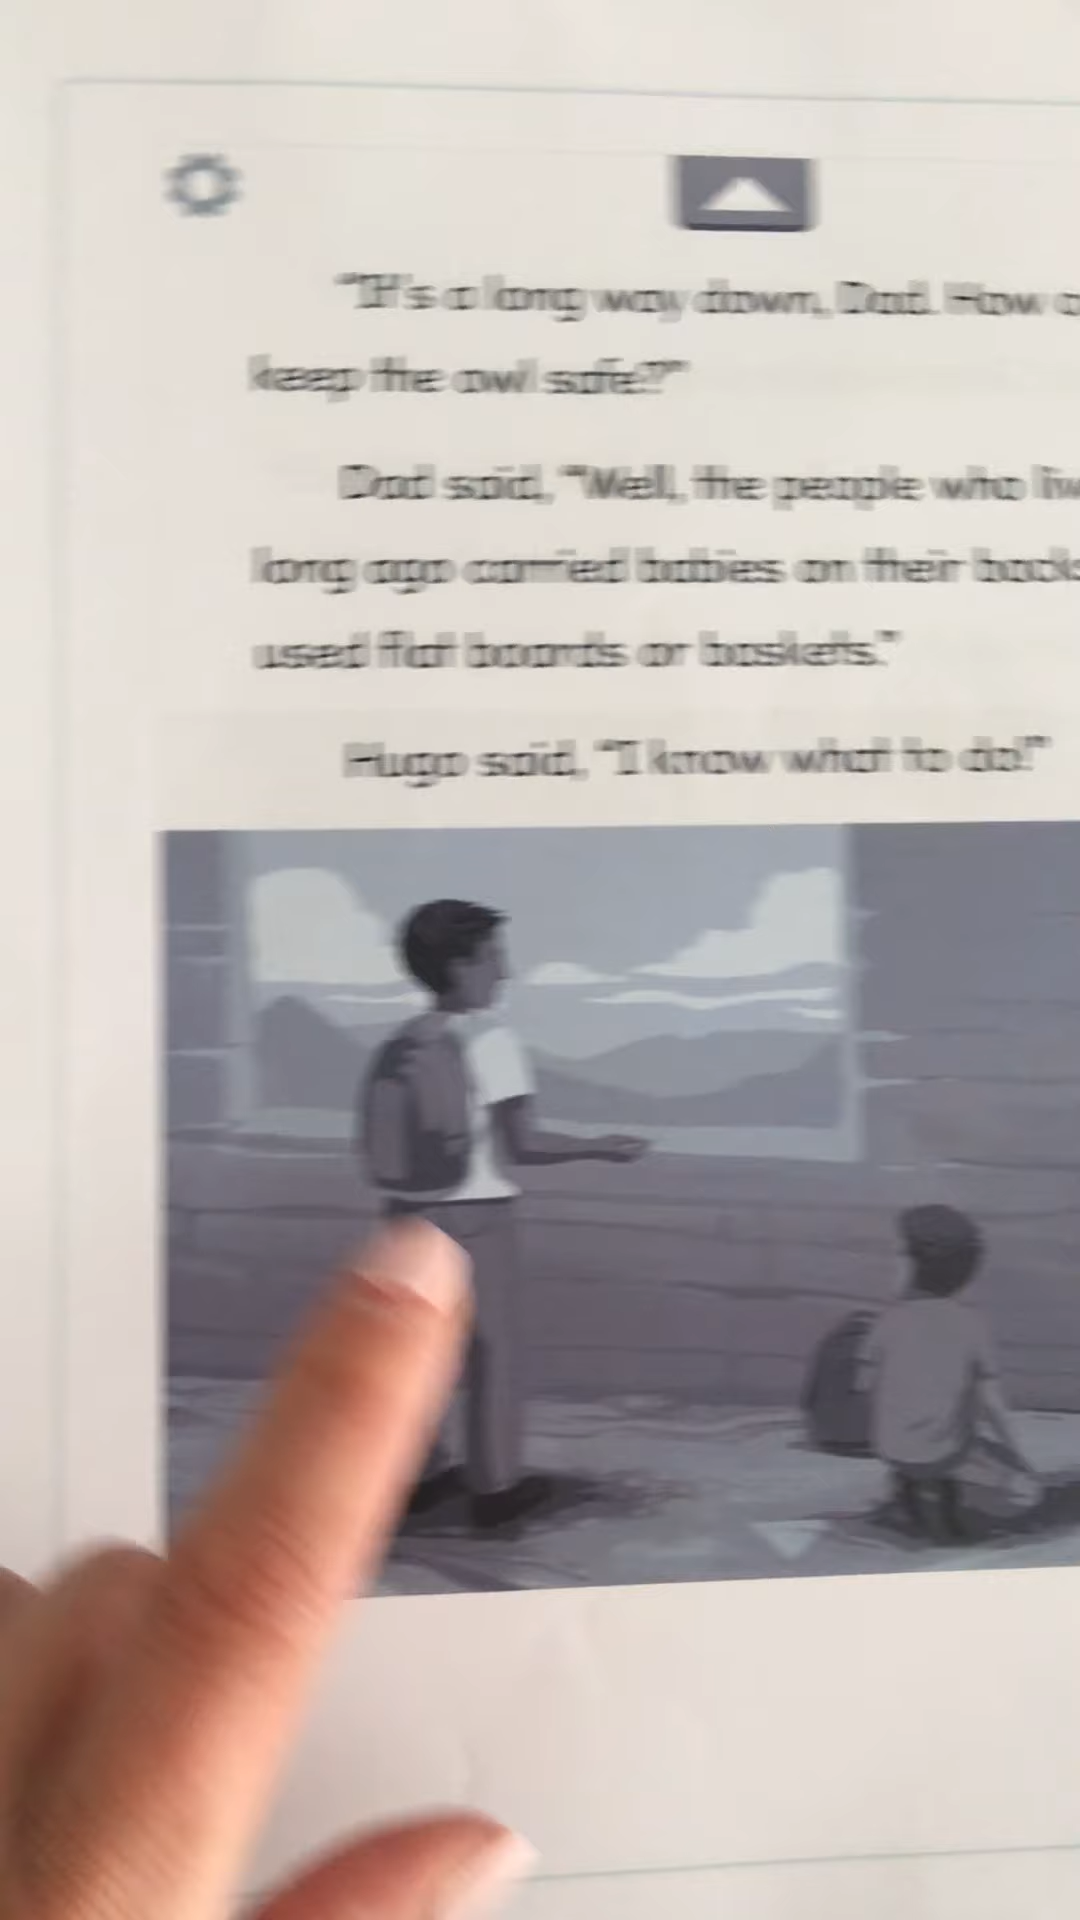 "It's a long way down, Dad. How
keep the owl safe?"
Dad said, "Well, the people who
long ago carried babies on their
used flat boards or baskets."
Hugo said, "I know what to do!"